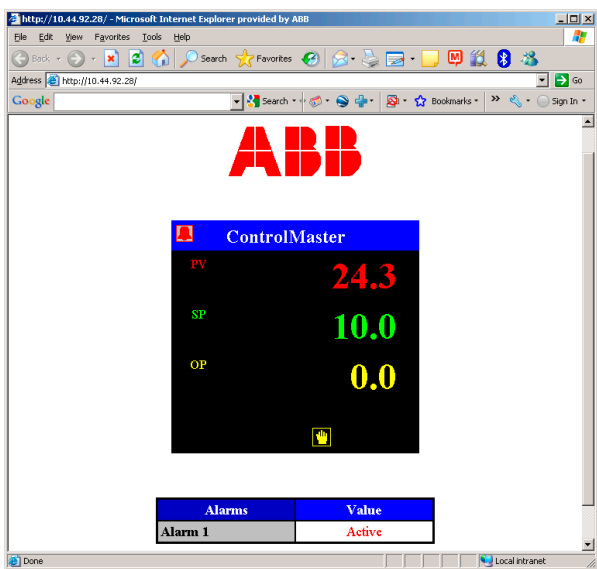 http://10.44.92.28/ - Microsoft Internet Explorer provided by ABB
File Edit View Favorites Tools Help
Back Search Favorites
Address http://10.44.92.28/ Go
Google Search Bookmarks Sign In
ABB
ControlMaster
PV 24.3
SP 10.0
OP 0.0
Alarms Value
Alarm 1 Active
Done Local intranet